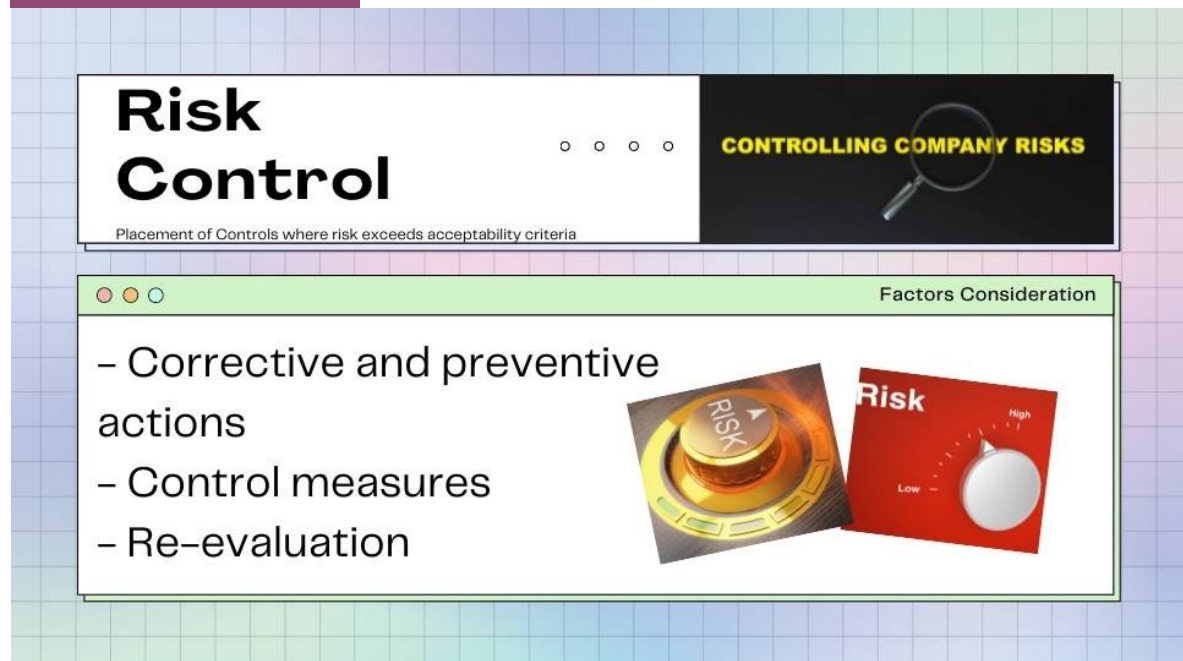 Risk
Control
Placement of Controls where risk exceeds acceptability criteria
CONTROLLING COMPANY RISKS
Factors Consideration
– Corrective and preventive
actions
– Control measures
– Re-evaluation
RISK
Risk
High
Low